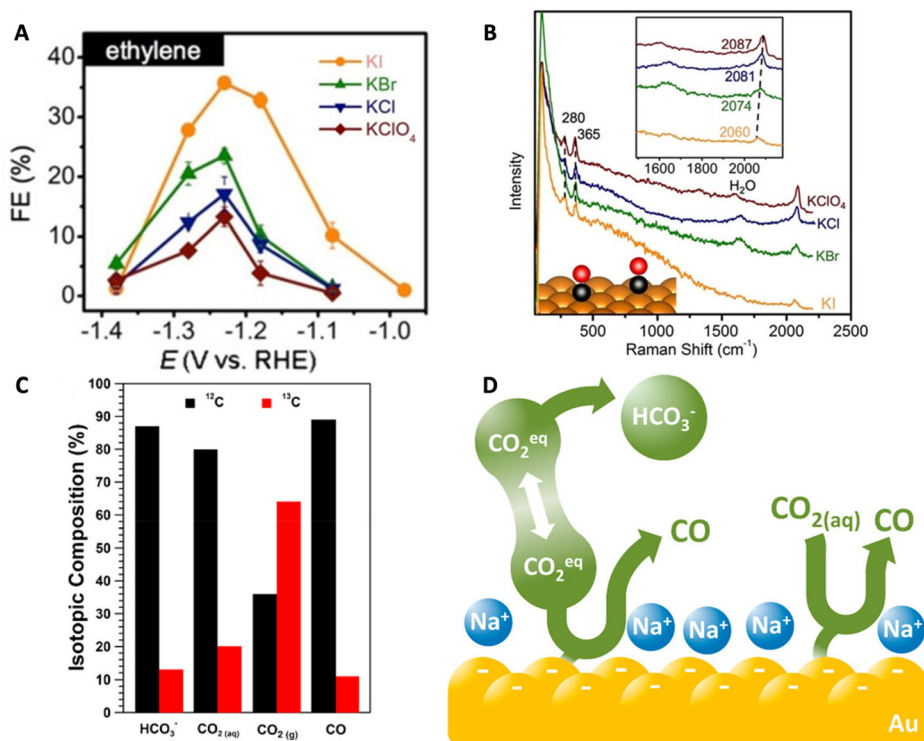 A
ethylene
KI
KBr
KCl
KClO4
FE (%)
40
30
20
10
0
-1.4
-1.3
-1.2
-1.1
-1.0
E (V vs. RHE)
B
2087
2081
2074
2060
1500
2000
H2O
280
365
KClO4
KCl
KBr
KI
Intensity
500
1000
1500
2000
2500
Raman Shift (cm-1)
C
12C
13C
Isotopic Composition (%)
100
90
80
70
60
50
40
30
20
10
0
HCO3-
CO2 (aq)
CO2 (g)
CO
D
CO2eq
HCO3-
CO2eq
CO
CO2(aq)
CO
Na+
Na+
Na+
Na+
Na+
- - - - - - - - - - -
Au